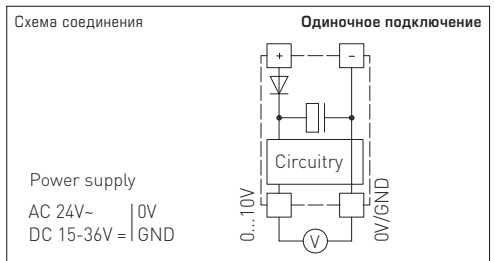 Схема соединения
Одиночное подключение
+ −
Circuitry
Power supply
AC 24V~ | 0V
DC 15-36V = | GND
0...10V
0V/GND
V